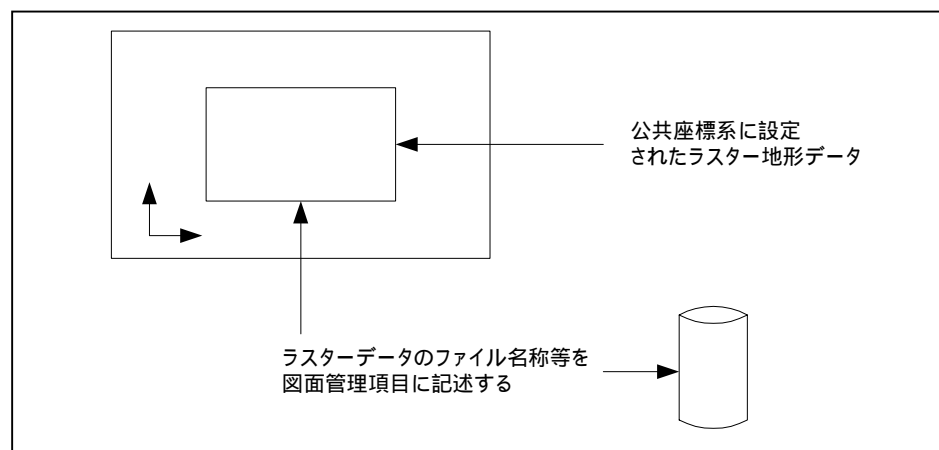 公共座標系に設定
されたラスター地形データ
ラスターデータのファイル名称等を
図面管理項目に記述する